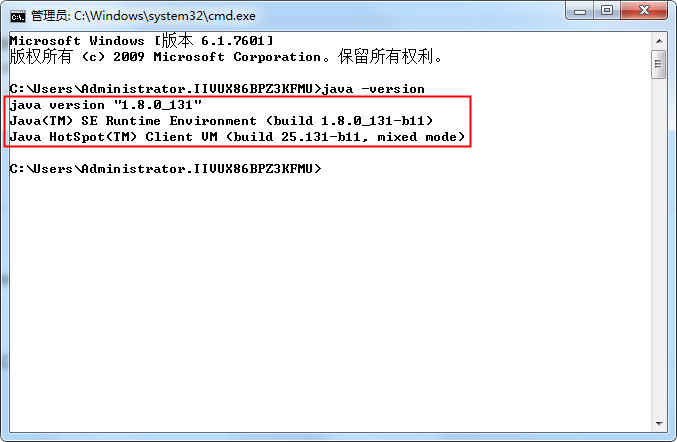 管理员: C:\Windows\system32\cmd.exe
Microsoft Windows [版本 6.1.7601]
版权所有 (c) 2009 Microsoft Corporation。保留所有权利。
C:\Users\Administrator.IIVUX86BPZ3KFMU>java -version
java version "1.8.0_131"
Java(TM) SE Runtime Environment (build 1.8.0_131-b11)
Java HotSpot(TM) Client VM (build 25.131-b11, mixed mode)
C:\Users\Administrator.IIVUX86BPZ3KFMU>